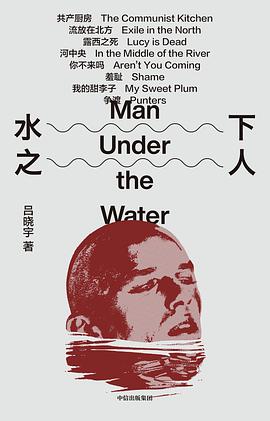 共产厨房 The Communist Kitchen
流放在北方 Exile in the North
露西之死 Lucy is Dead
河中央 In the Middle of the River
你不来吗 Aren't You Coming
羞耻 Shame
我的甜李子 My Sweet Plum
争渡 Punters
水之下人
Man
Under
the
Water
吕晓宇 著
中信出版集团